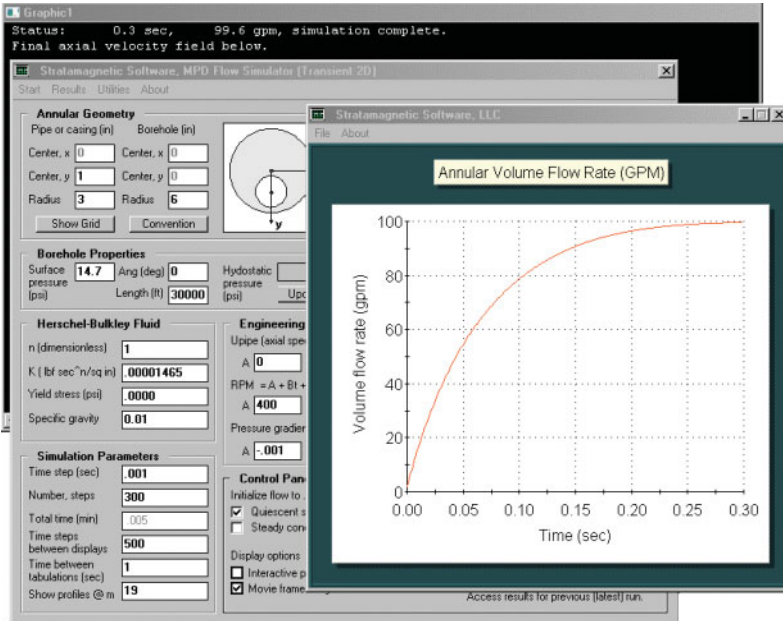 Graphic1
Status: 0.3 sec, 99.6 gpm, simulation complete.
Final axial velocity field below.
Stratamagnetic Software, MPD Flow Simulator (Transient 2D)
Start Results Utilities About
Annular Geometry
Pipe or casing (in) Borehole (in)
Center, x 0 Center, x 0
Center, y 1 Center, y 0
Radius 3 Radius 6
Show Grid Convention
y
Borehole Properties
Surface pressure (psi) 14.7 Ang (deg) 0
Length (ft) 30000
Hydostatic pressure (psi)
Herschel-Bulkley Fluid
n (dimensionless) 1
K ( lbf sec^n/sq in) .00001465
Yield stress (psi) .0000
Specific gravity 0.01
Engineering
Upipe (axial
A 0
RPM = A + Bt +
A 400
Pressure
A -.001
Simulation Parameters
Time step (sec) .001
Number, steps 300
Total time (min) .005
Time steps between displays 500
Time between tabulations (sec) 1
Show profiles @ m 19
Control
Initialize flow to
Quiescent
Steady
Display options
Interactive
Movie frame
Access results for previous (latest) run.
Stratamagnetic Software, LLC
File About
Annular Volume Flow Rate (GPM)
Volume flow rate (gpm)
100
80
60
40
20
0
0.00 0.05 0.10 0.15 0.20 0.25 0.30
Time (sec)